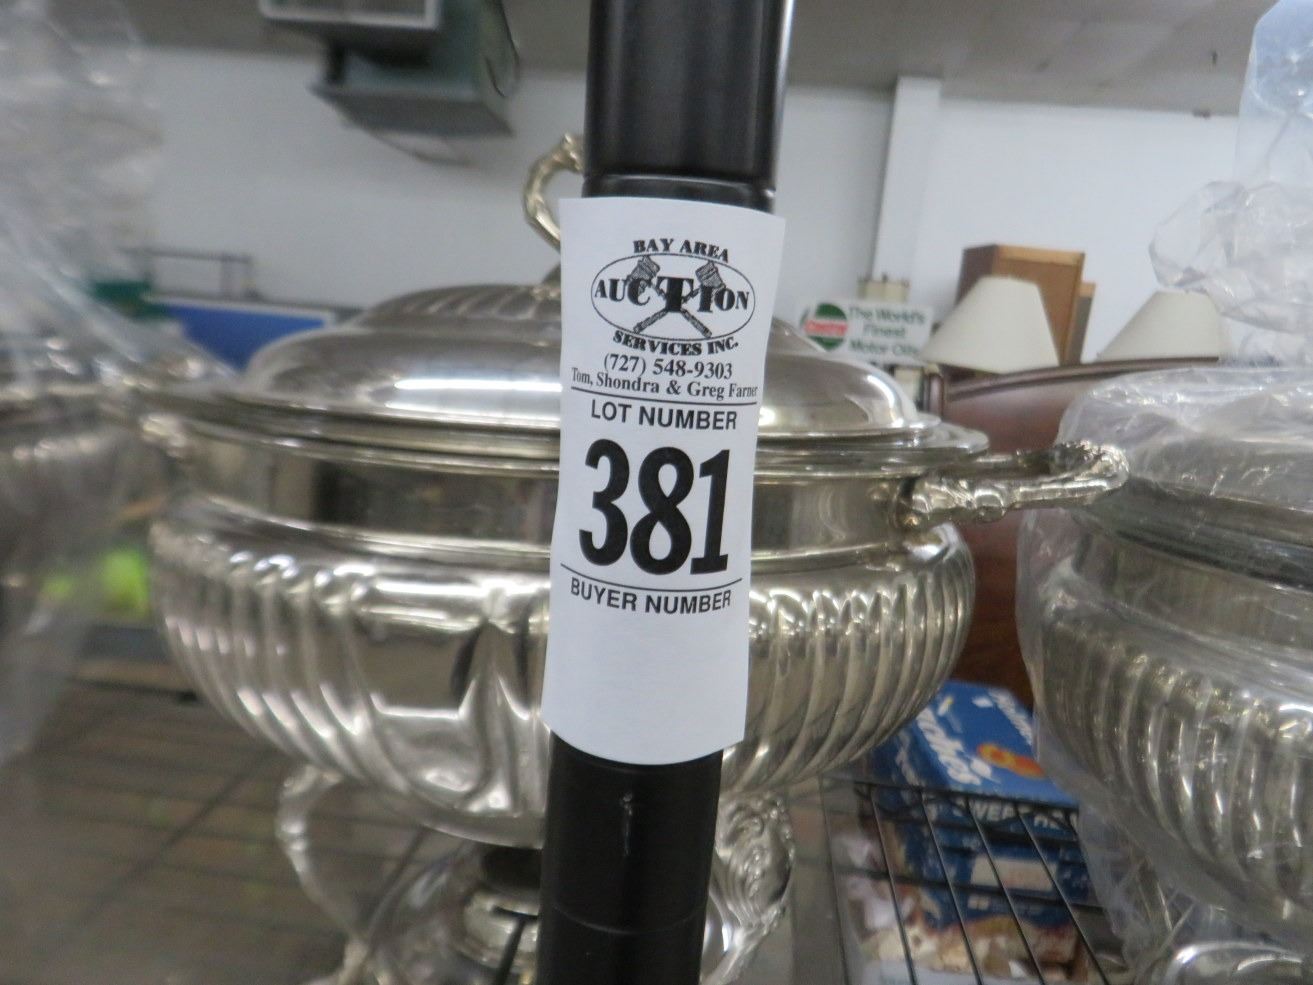 BAY AREA
AUCTION
SERVICES INC.
(727) 548-9303
Tom, Shondra & Greg Farner
LOT NUMBER
381
BUYER NUMBER
Castrol
The World's
Finest
Motor Oils